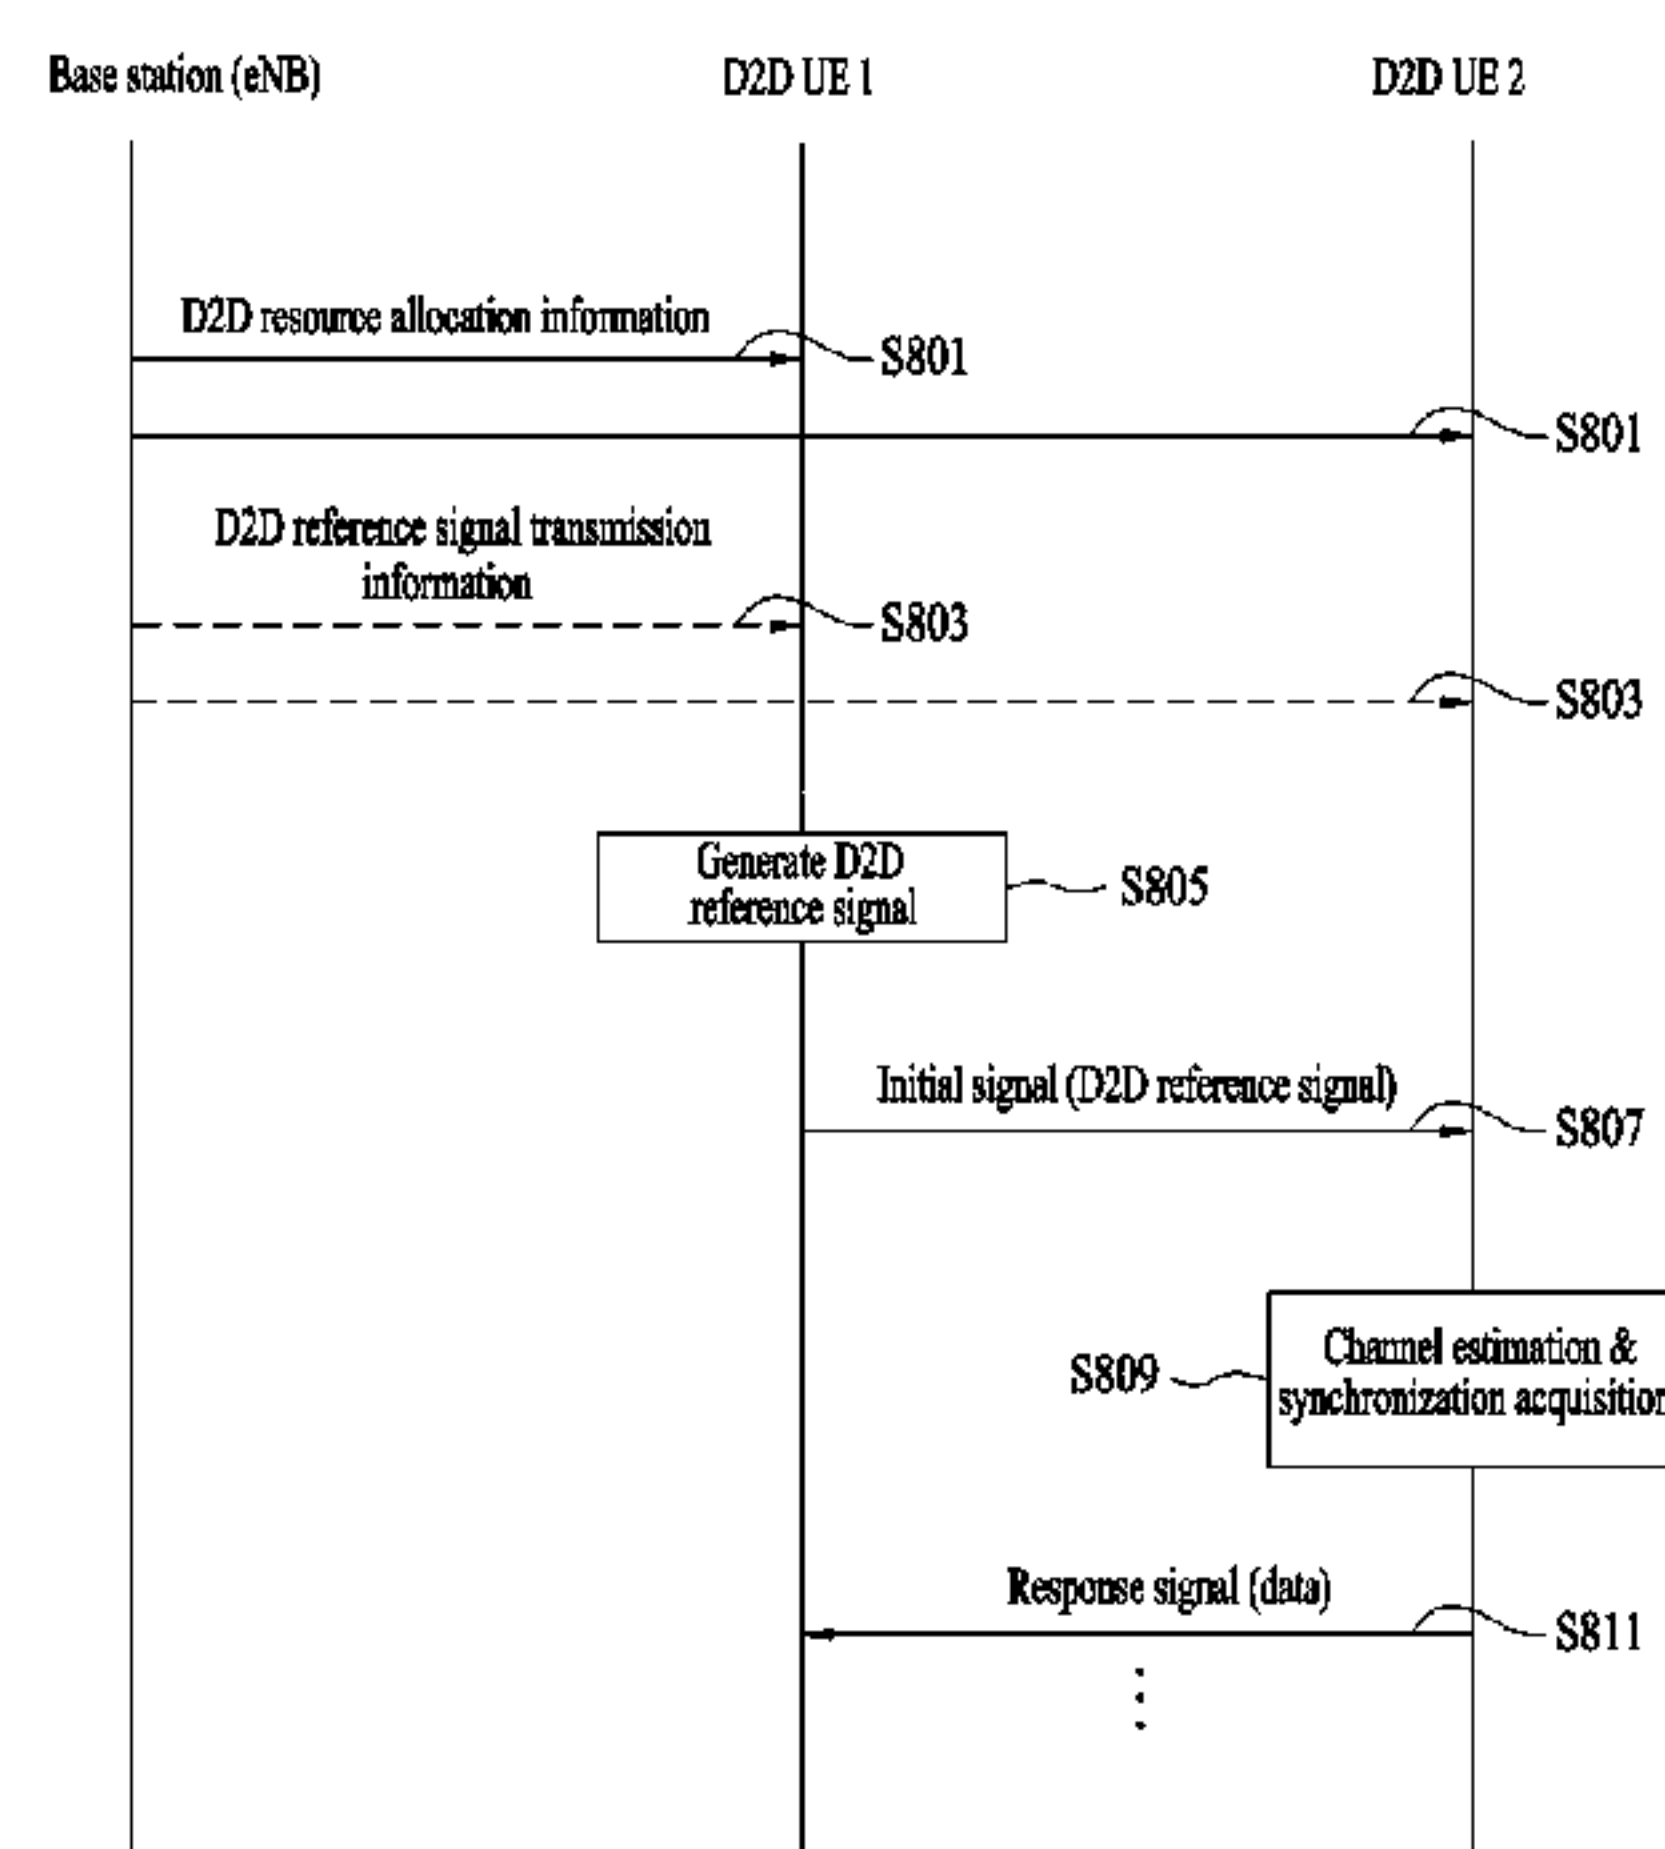 Base station (eNB)
D2D UE 1
D2D UE 2
D2D resource allocation information
S801
S801
D2D reference signal transmission
information
S803
S803
Generate D2D
reference signal
S805
Initial signal (D2D reference signal)
S807
Channel estimation &
synchronization acquisition
S809
Response signal (data)
S811